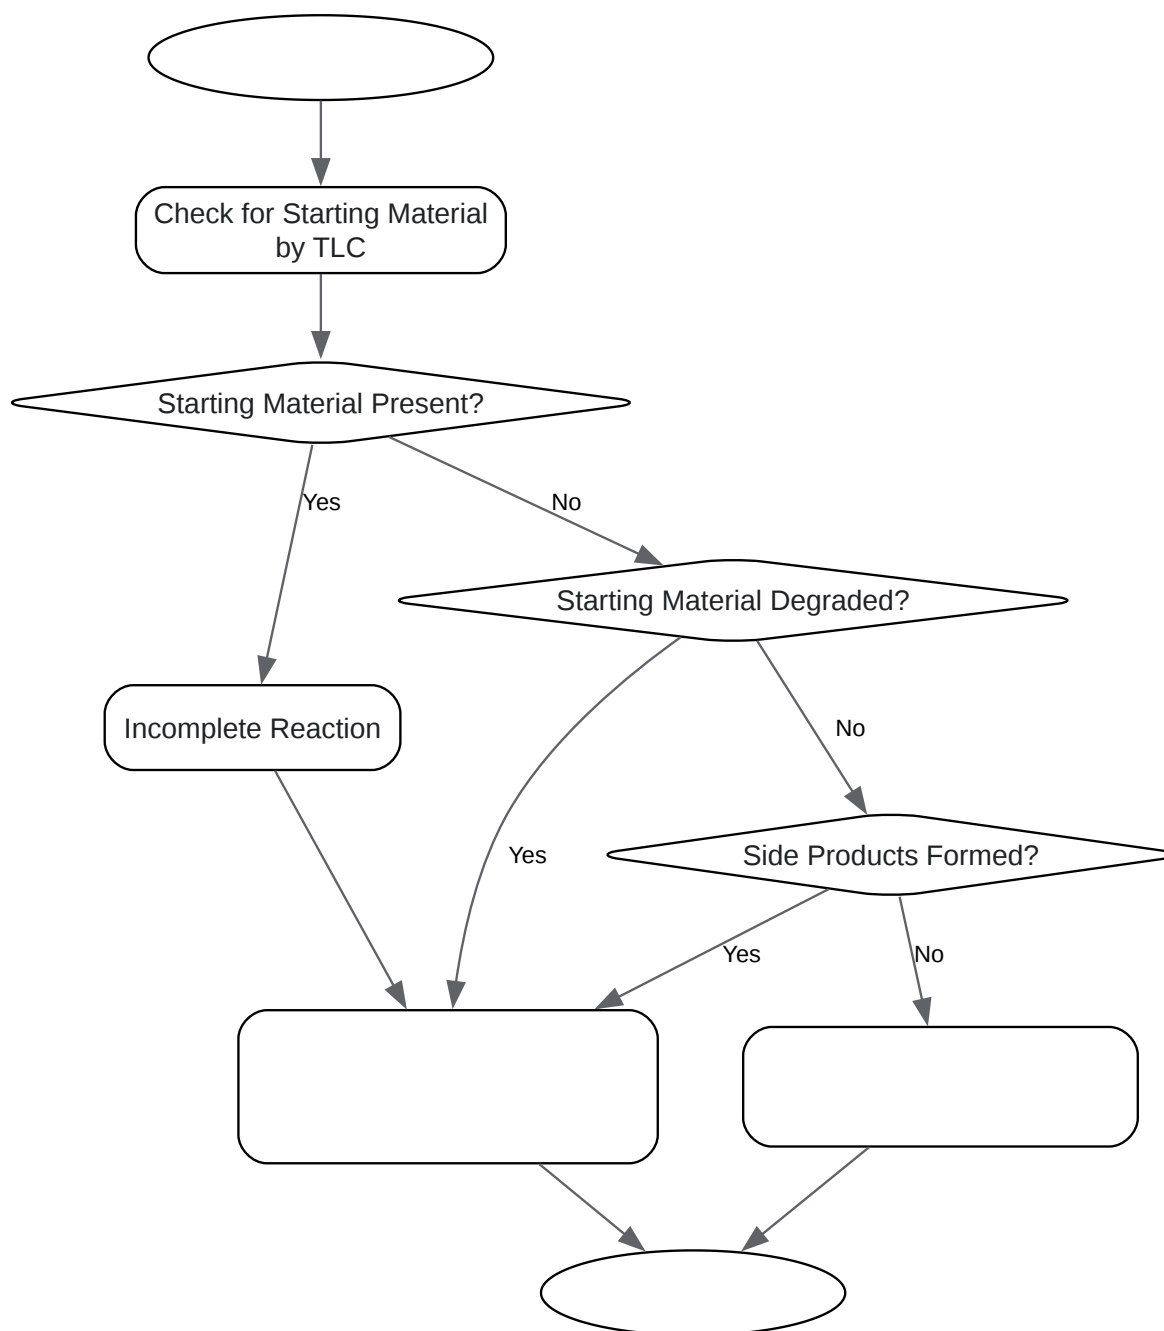 Check for Starting Material
by TLC
Starting Material Present?
Yes
No
Starting Material Degraded?
Incomplete Reaction
No
Yes
Side Products Formed?
Yes
No